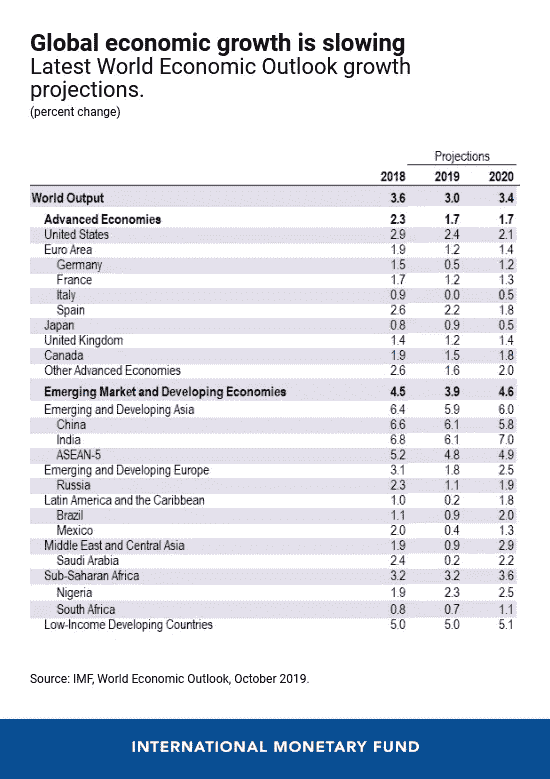 Global economic growth is slowing
Latest World Economic Outlook growth
projections.
(percent change)
Projections
2018 2019 2020
World Output 3.6 3.0 3.4
Advanced Economies 2.3 1.7 1.7
United States 2.9 2.4 2.1
Euro Area 1.9 1.2 1.4
Germany 1.5 0.5 1.2
France 1.7 1.2 1.3
Italy 0.9 0.0 0.5
Spain 2.6 2.2 1.8
Japan 0.8 0.9 0.5
United Kingdom 1.4 1.2 1.4
Canada 1.9 1.5 1.8
Other Advanced Economies 2.6 1.6 2.0
Emerging Market and Developing Economies 4.5 3.9 4.6
Emerging and Developing Asia 6.4 5.9 6.0
China 6.6 6.1 5.8
India 6.8 6.1 7.0
ASEAN-5 5.2 4.8 4.9
Emerging and Developing Europe 3.1 1.8 2.5
Russia 2.3 1.1 1.9
Latin America and the Caribbean 1.0 0.2 1.8
Brazil 1.1 0.9 2.0
Mexico 2.0 0.4 1.3
Middle East and Central Asia 1.9 0.9 2.9
Saudi Arabia 2.4 0.2 2.2
Sub-Saharan Africa 3.2 3.2 3.6
Nigeria 1.9 2.3 2.5
South Africa 0.8 0.7 1.1
Low-Income Developing Countries 5.0 5.0 5.1
Source: IMF, World Economic Outlook, October 2019.
INTERNATIONAL MONETARY FUND